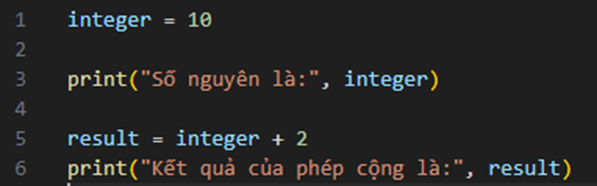 1 integer = 10
2
3 print("Số nguyên là:", integer)
4
5 result = integer + 2
6 print("Kết quả của phép cộng là:", result)